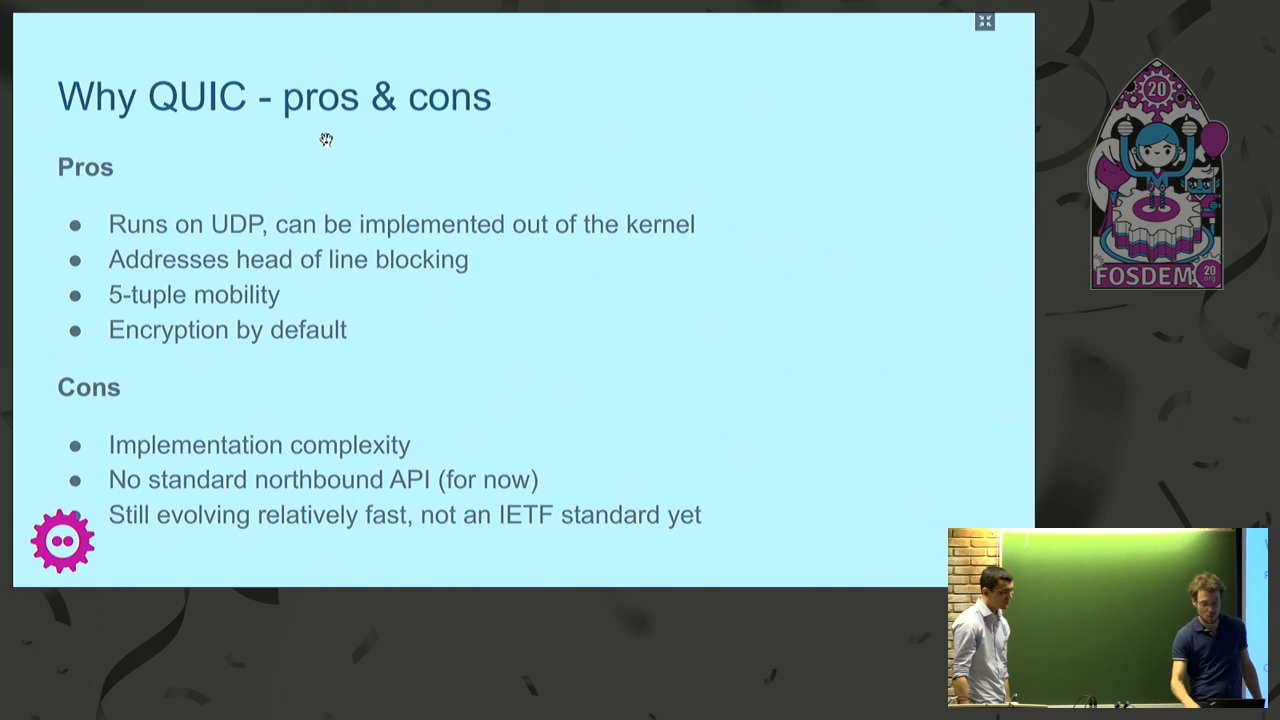 Why QUIC - pros & cons
Pros
● Runs on UDP, can be implemented out of the kernel
● Addresses head of line blocking
● 5-tuple mobility
● Encryption by default
Cons
● Implementation complexity
● No standard northbound API (for now)
● Still evolving relatively fast, not an IETF standard yet
20
FOSDEM
20
.org